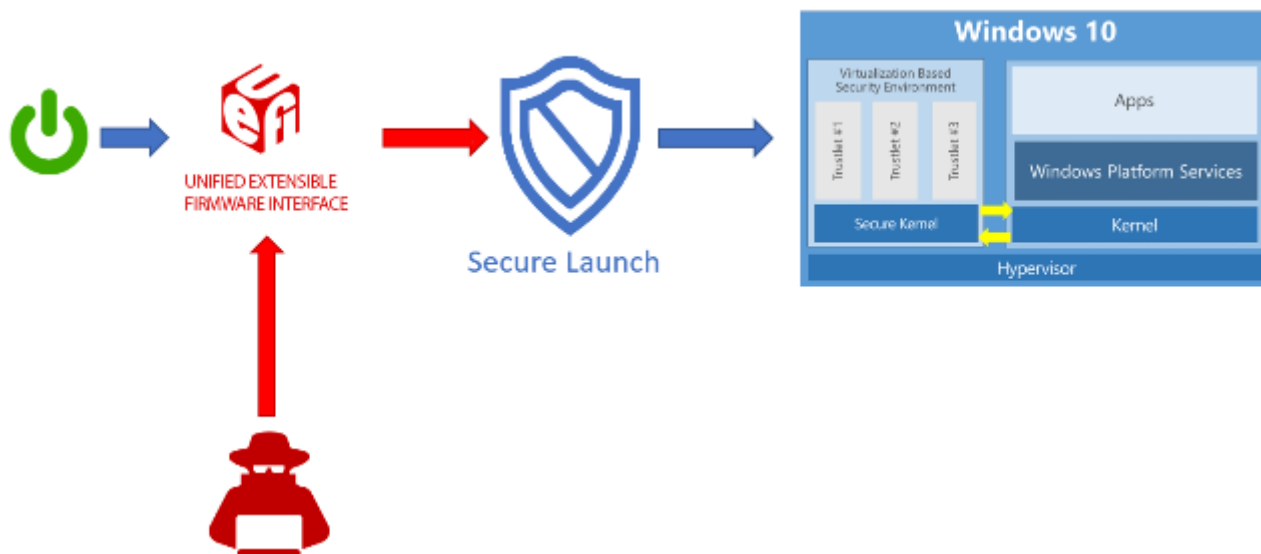 Uefi
UNIFIED EXTENSIBLE
FIRMWARE INTERFACE
Secure Launch
Windows 10
Virtualization Based
Security Environment
Trustlet #1
Trustlet #2
Trustlet #3
Secure Kernel
Apps
Windows Platform Services
Kernel
Hypervisor